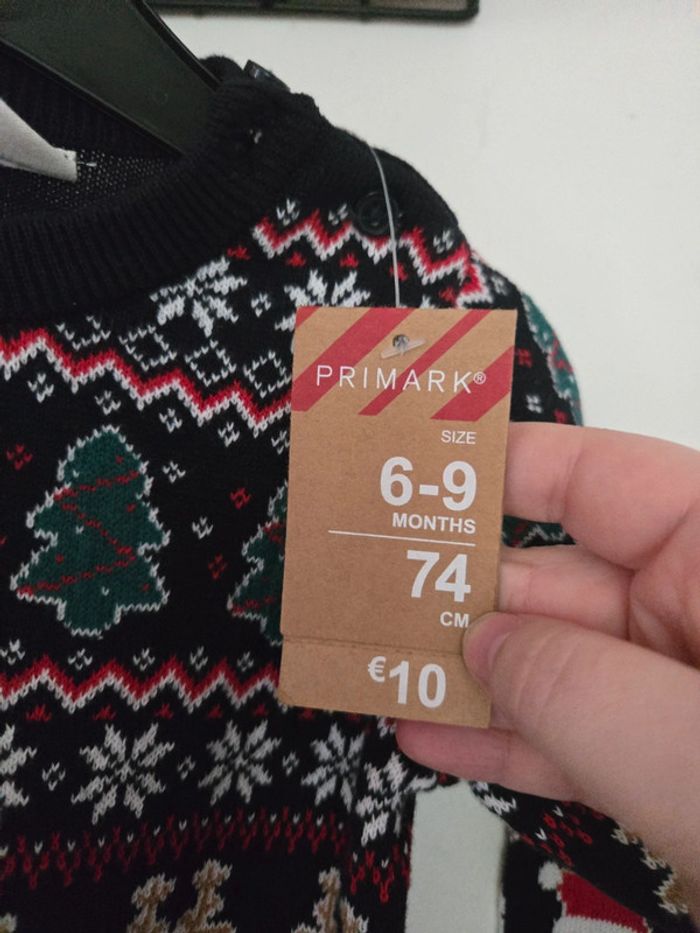 PRIMARK®
SIZE
6-9
MONTHS
74
CM
€10